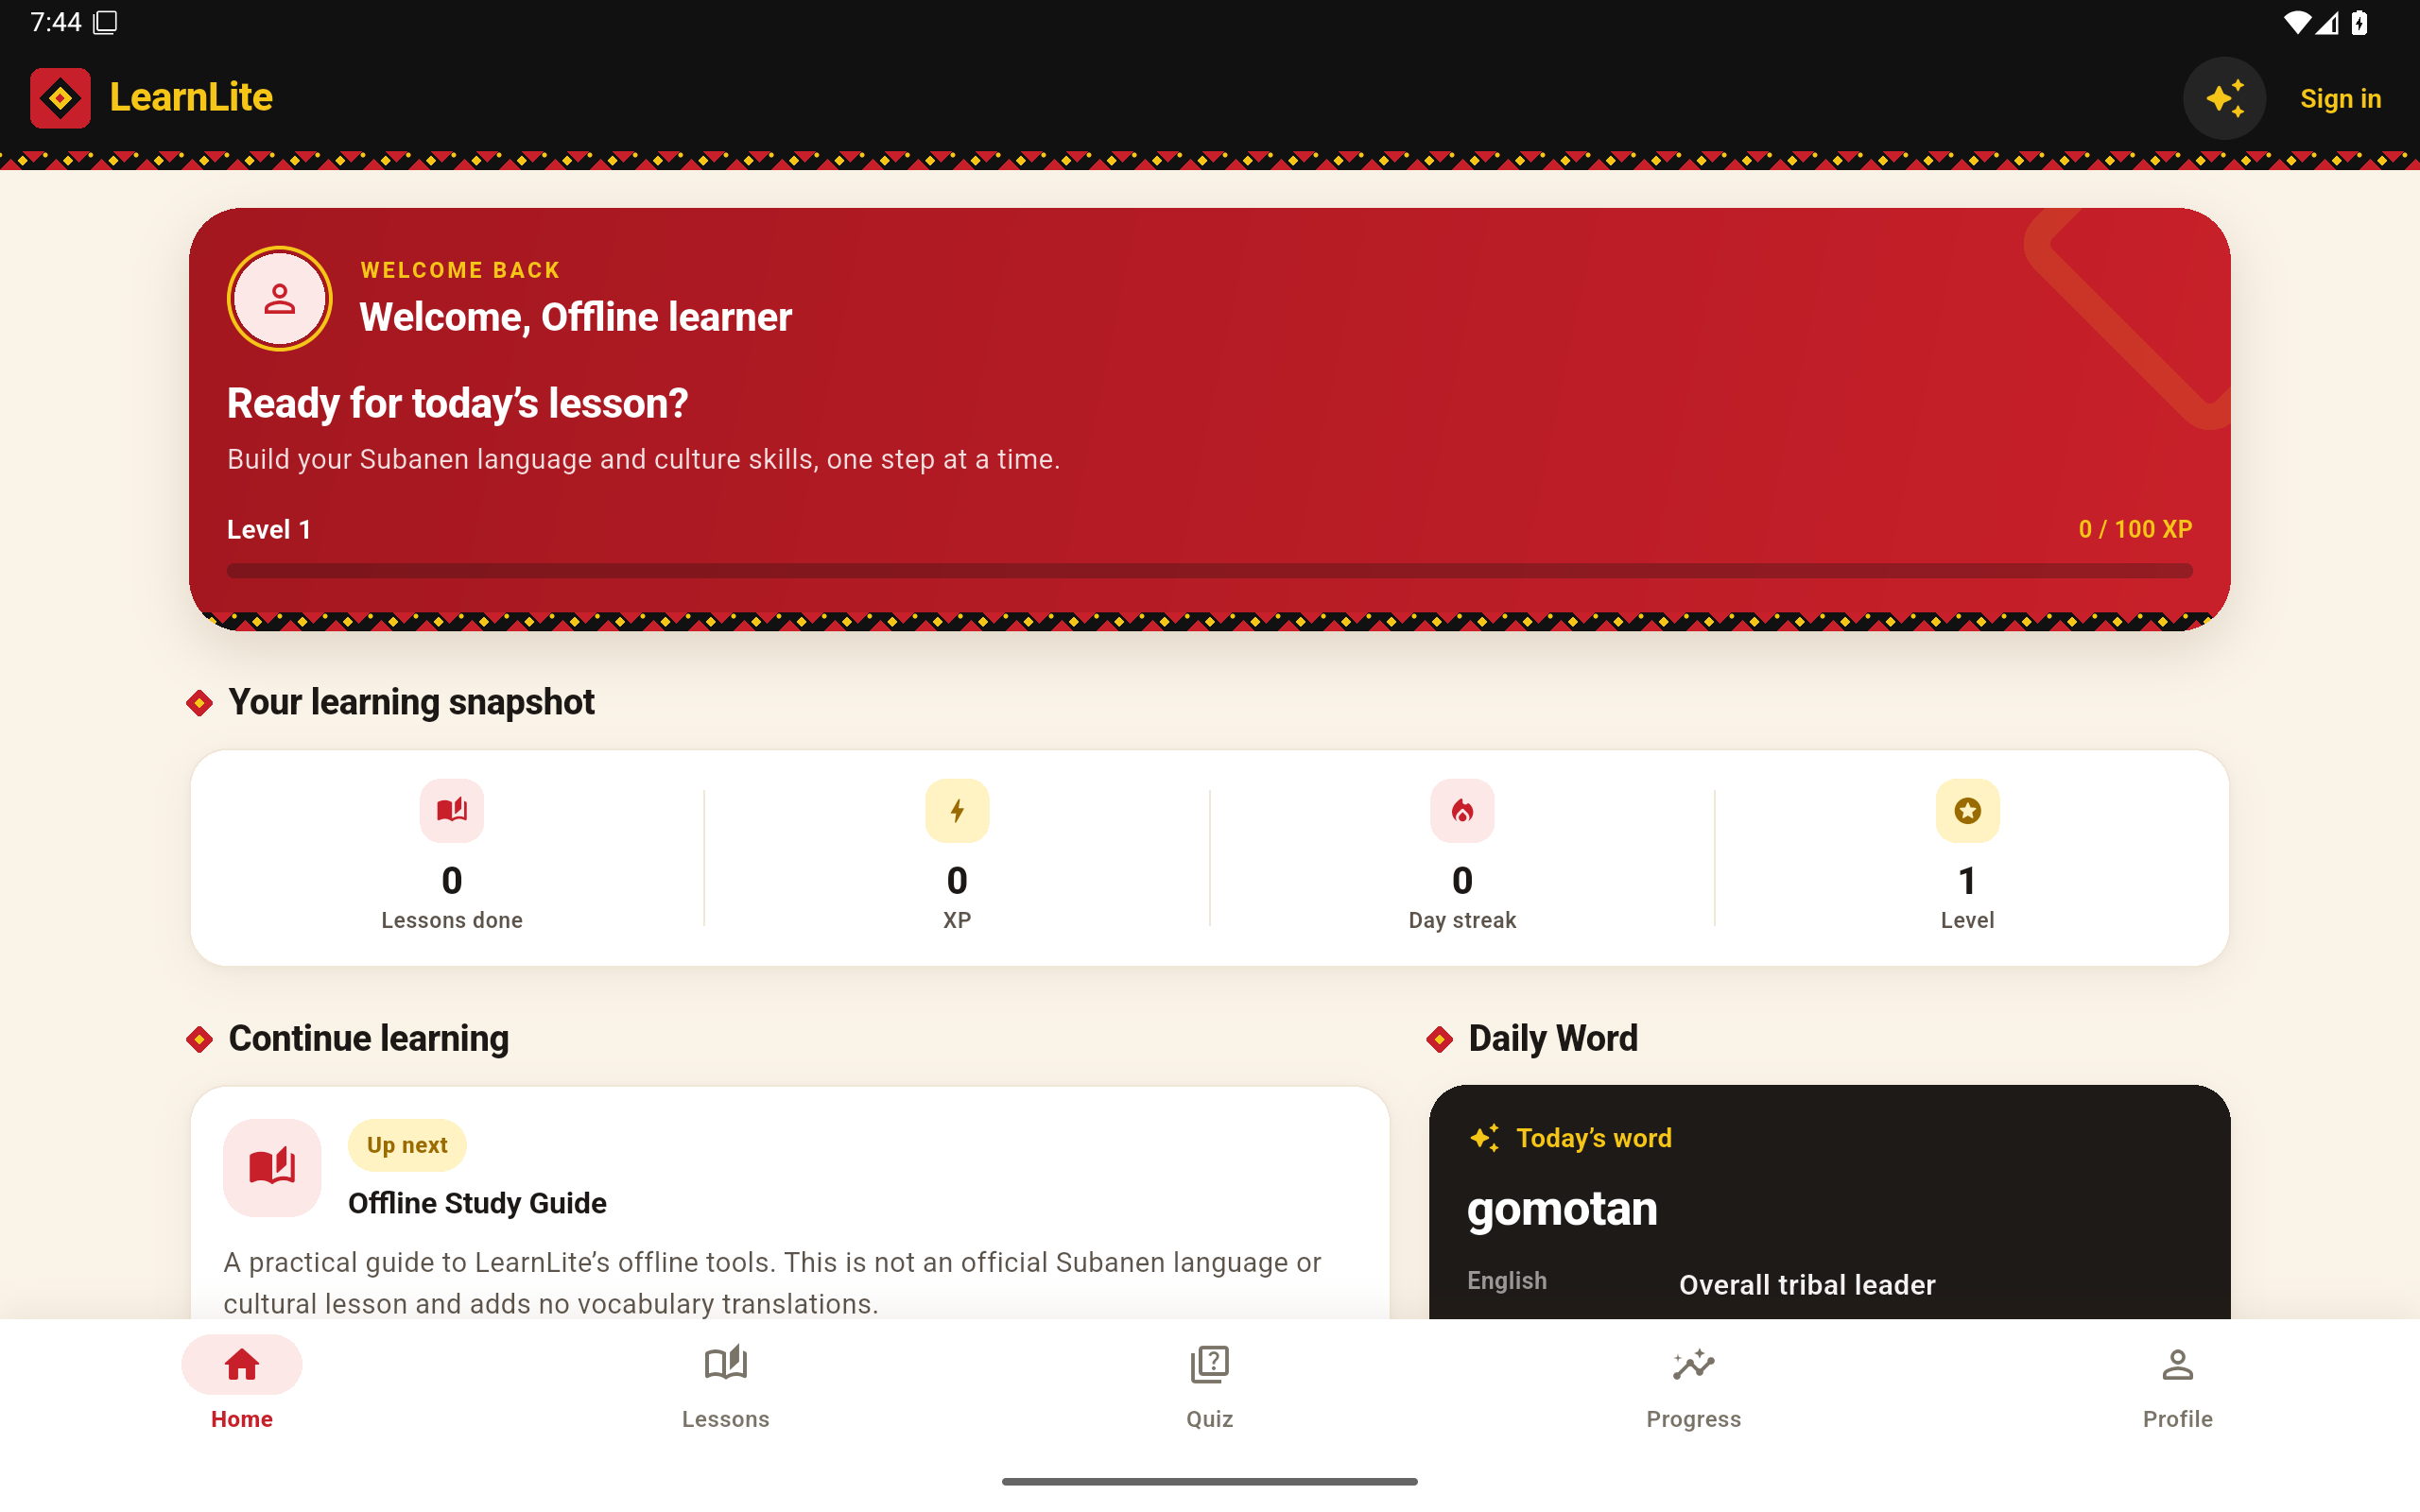 7:44
LearnLite
Sign in
WELCOME BACK
Welcome, Offline learner
Ready for today’s lesson?
Build your Subanen language and culture skills, one step at a time.
Level 1
0 / 100 XP
Your learning snapshot
0
Lessons done
0
XP
0
Day streak
1
Level
Continue learning
Up next
Offline Study Guide
A practical guide to LearnLite’s offline tools. This is not an official Subanen language or
cultural lesson and adds no vocabulary translations.
Daily Word
Today’s word
gomotan
English
Overall tribal leader
Home
Lessons
Quiz
Progress
Profile